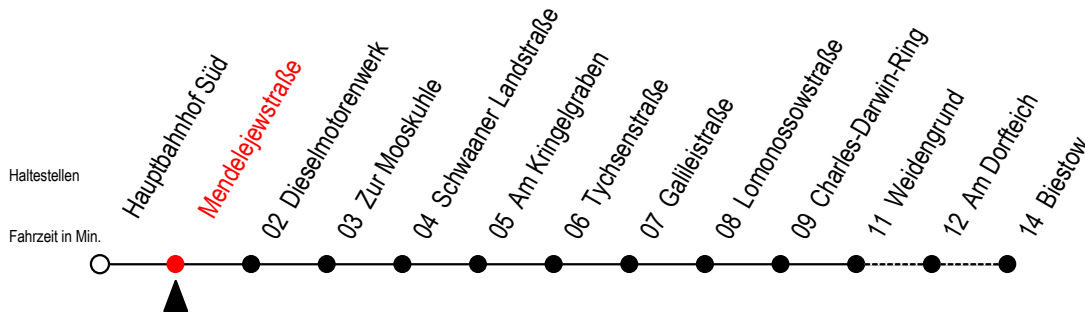 Haltestellen
Fahrzeit in Min.
Hauptbahnhof Süd
Mendelejewstraße
02 Dieselmotorenwerk
03 Zur Mooskuhle
04 Schwaaner Landstraße
05 Am Kringelgraben
06 Tychsenstraße
07 Galileistraße
08 Lomonossowstraße
09 Charles-Darwin-Ring
11 Weidengrund
12 Am Dorfteich
14 Biestow